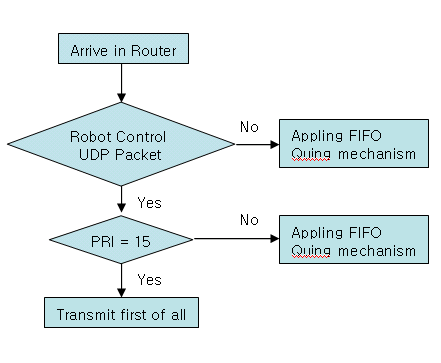 Arrive in Router
Robot Control
UDP Packet
No
Appling FIFO
Quing mechanism
Yes
PRI = 15
No
Appling FIFO
Quing mechanism
Yes
Transmit first of all